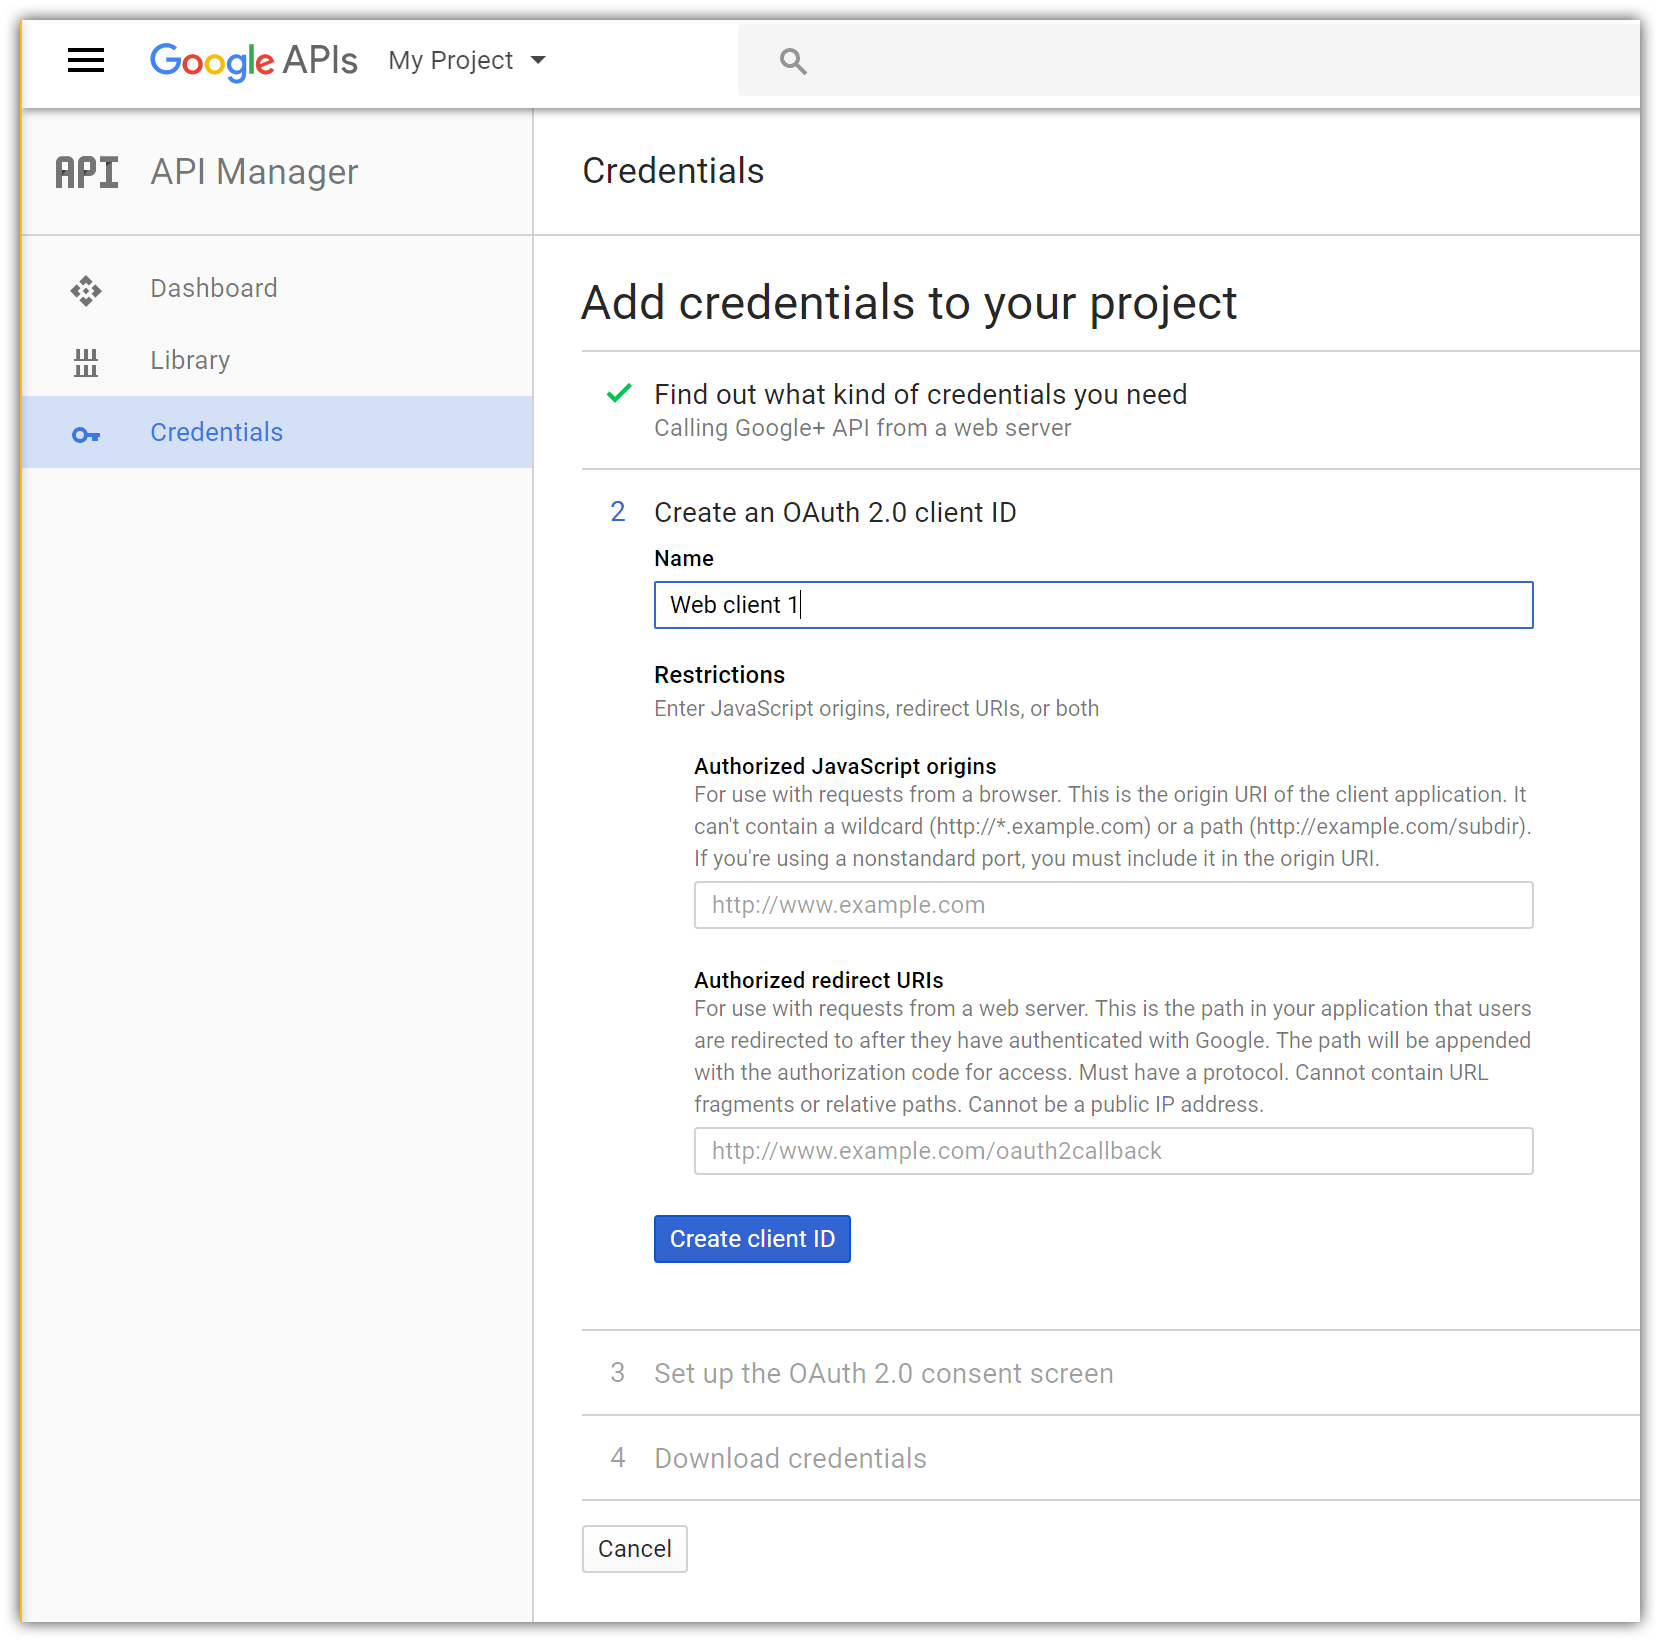 Google APIs My Project
API API Manager
Credentials
Dashboard
Library
Credentials
Add credentials to your project
Find out what kind of credentials you need
Calling Google+ API from a web server
2 Create an OAuth 2.0 client ID
Name
Web client 1
Restrictions
Enter JavaScript origins, redirect URIs, or both
Authorized JavaScript origins
For use with requests from a browser. This is the origin URI of the client application. It
can't contain a wildcard (http://*.example.com) or a path (http://example.com/subdir).
If you're using a nonstandard port, you must include it in the origin URI.
http://www.example.com
Authorized redirect URIs
For use with requests from a web server. This is the path in your application that users
are redirected to after they have authenticated with Google. The path will be appended
with the authorization code for access. Must have a protocol. Cannot contain URL
fragments or relative paths. Cannot be a public IP address.
http://www.example.com/oauth2callback
Create client ID
3 Set up the OAuth 2.0 consent screen
4 Download credentials
Cancel